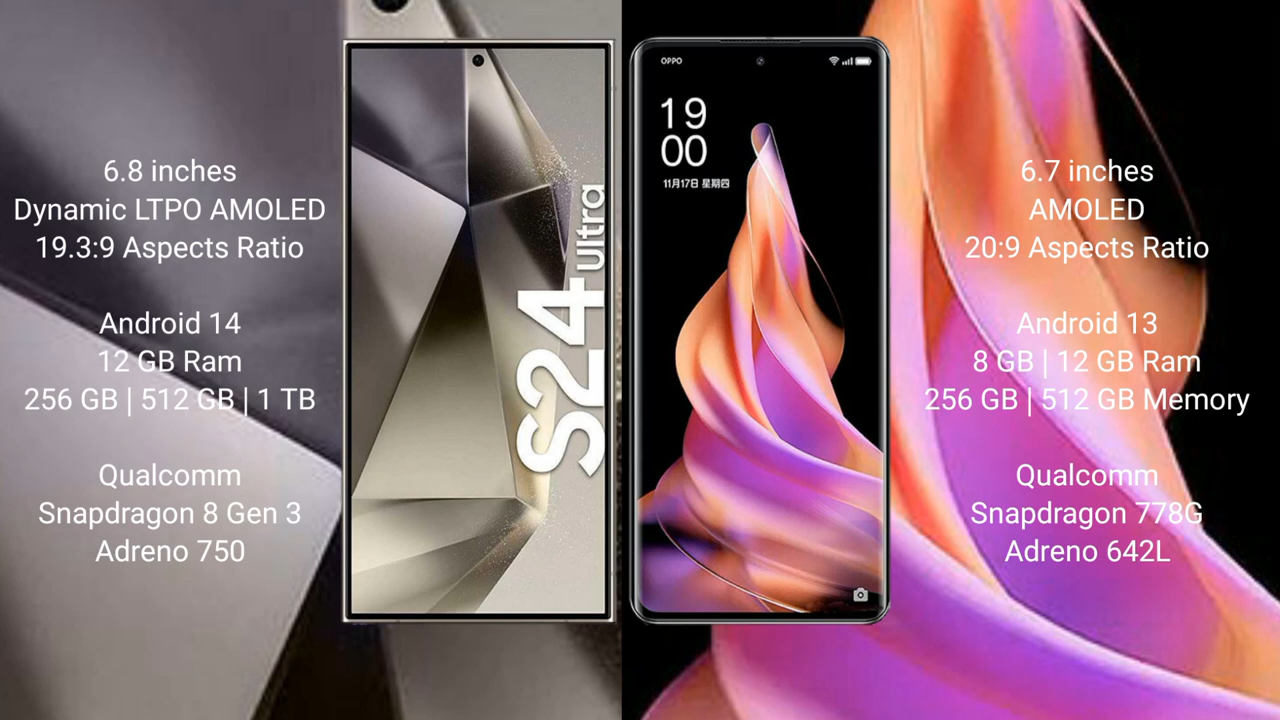 6.8 inches
Dynamic LTPO AMOLED
19.3:9 Aspects Ratio
Android 14
12 GB Ram
256 GB | 512 GB | 1 TB
Qualcomm
Snapdragon 8 Gen 3
Adreno 750
S24 Ultra
OPPO
19
00
11月17日 星期四
6.7 inches
AMOLED
20:9 Aspects Ratio
Android 13
8 GB | 12 GB Ram
256 GB | 512 GB Memory
Qualcomm
Snapdragon 778G
Adreno 642L